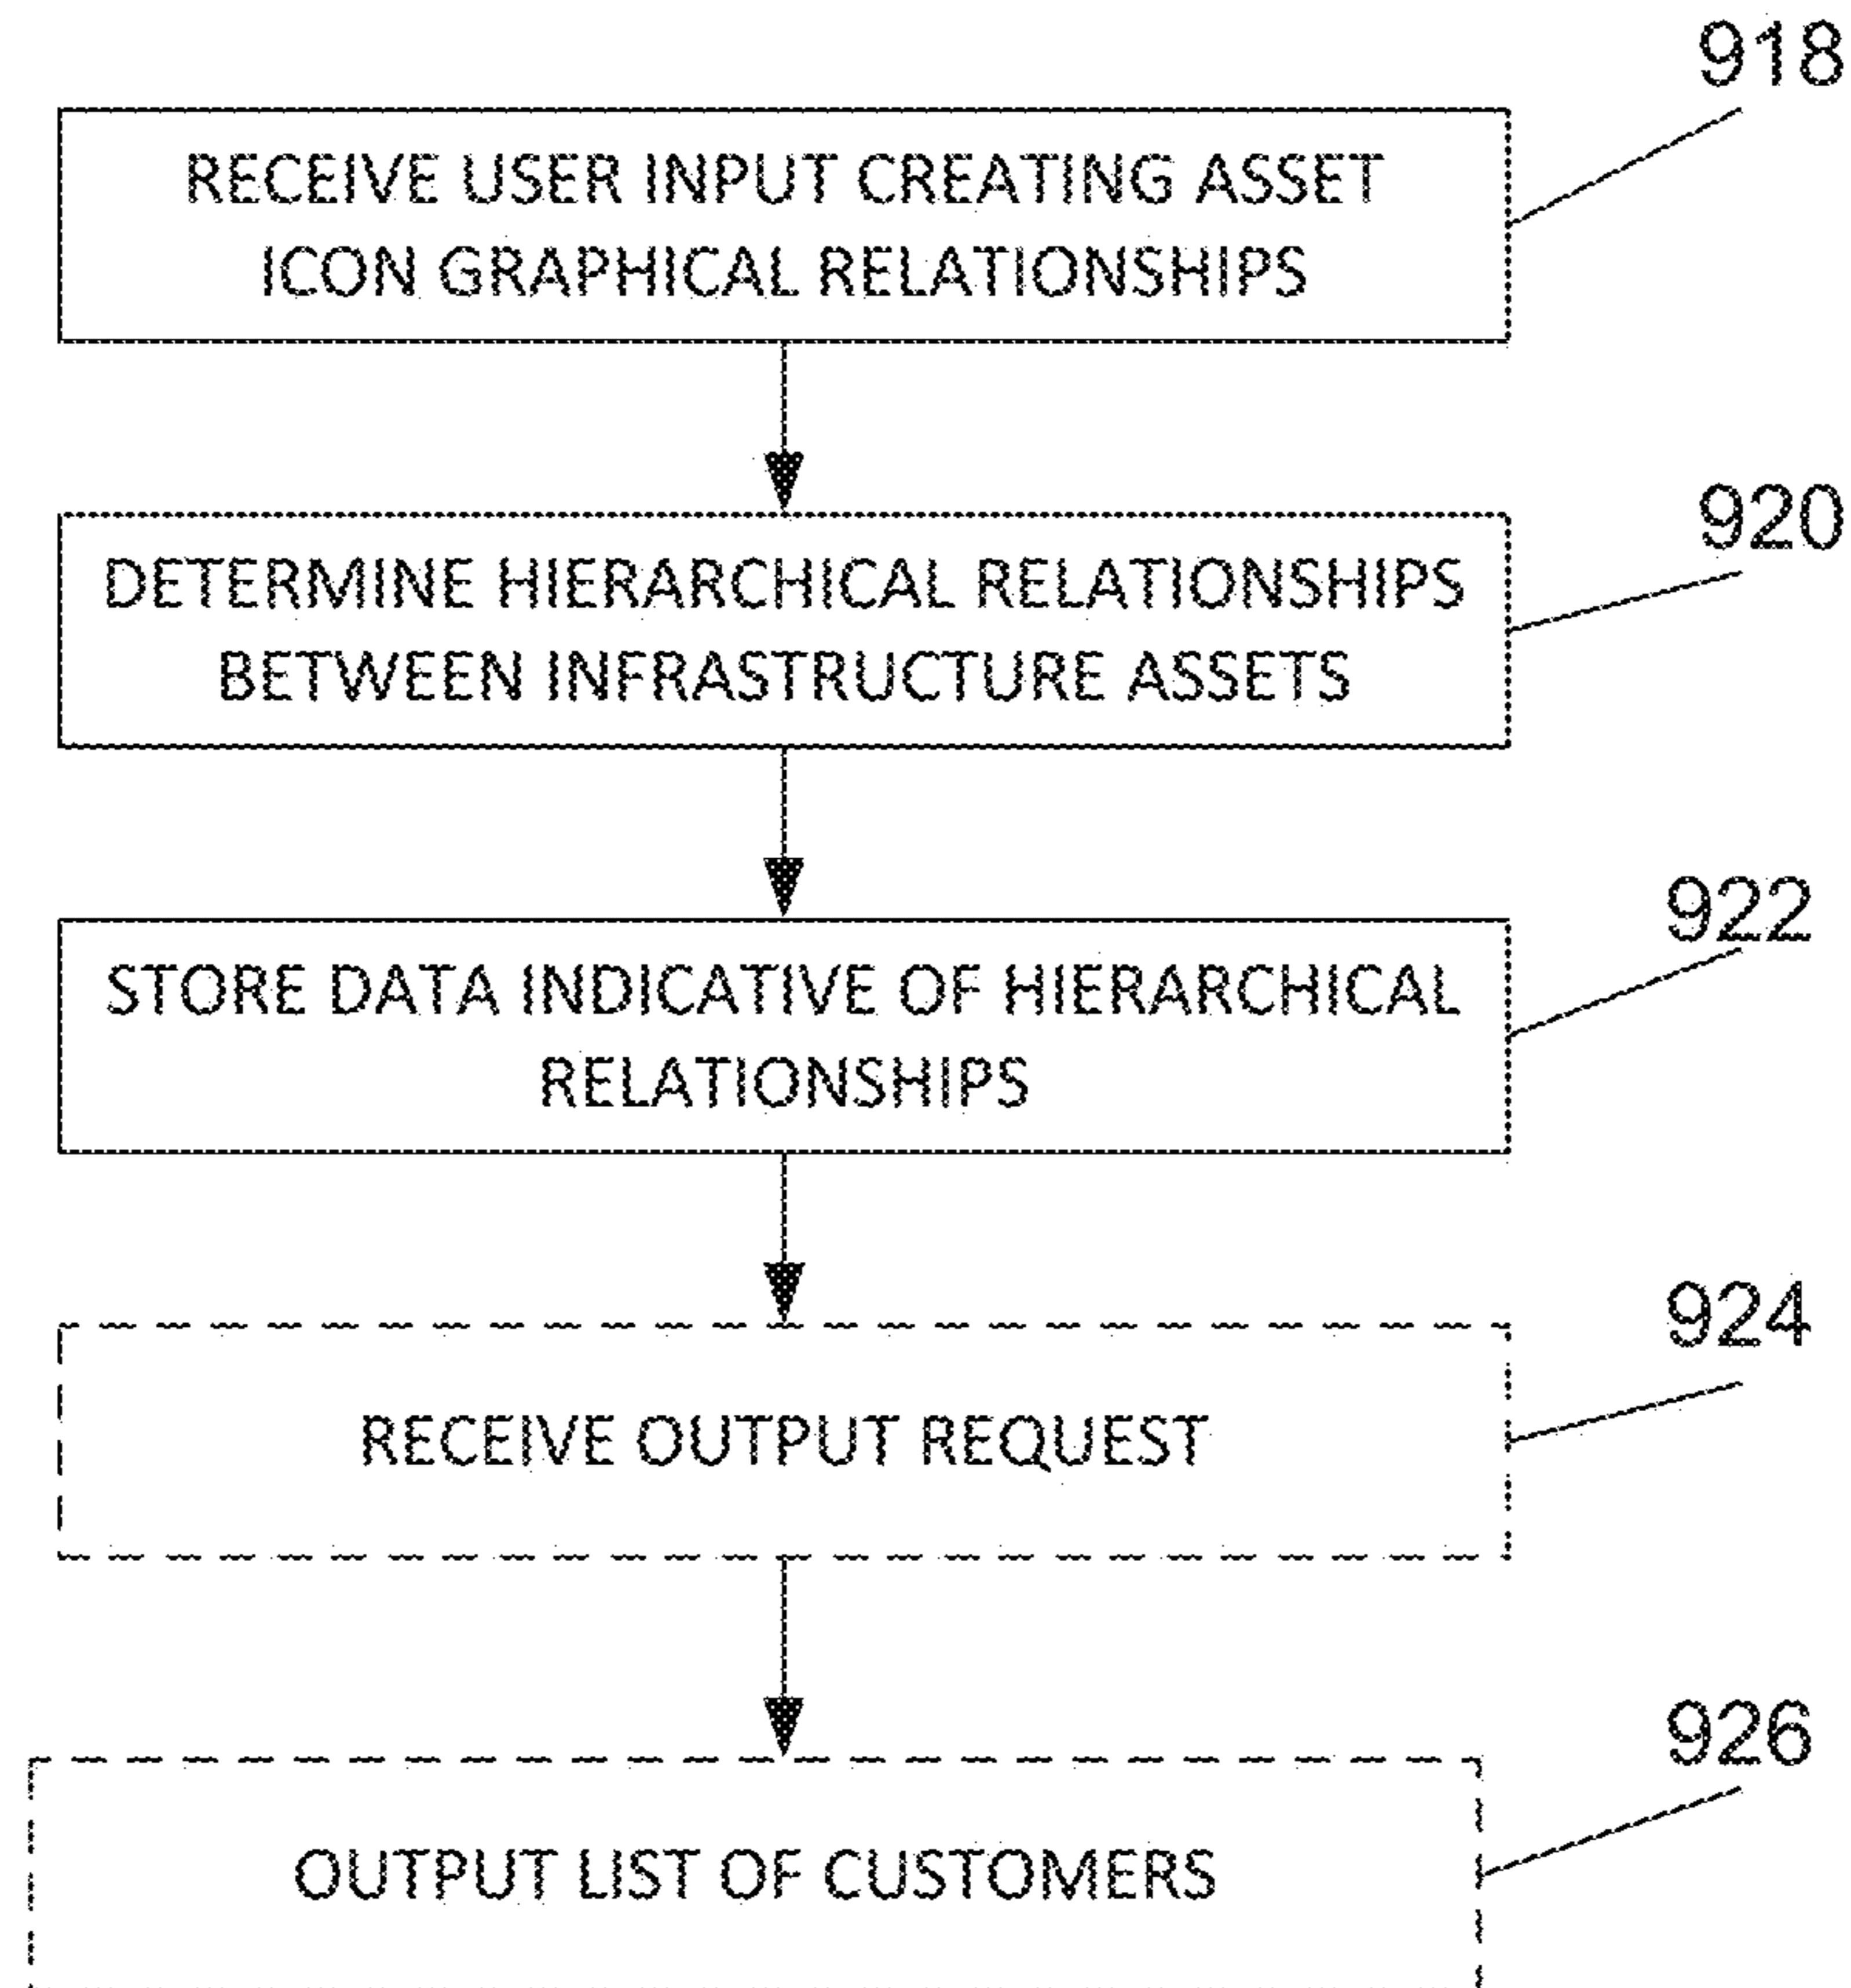 918
RECEIVE USER INPUT CREATING ASSET
ICON GRAPHICAL RELATIONSHIPS
920
DETERMINE HIERARCHICAL RELATIONSHIPS
BETWEEN INFRASTRUCTURE ASSETS
922
STORE DATA INDICATIVE OF HIERARCHICAL
RELATIONSHIPS
924
RECEIVE OUTPUT REQUEST
926
OUTPUT LIST OF CUSTOMERS